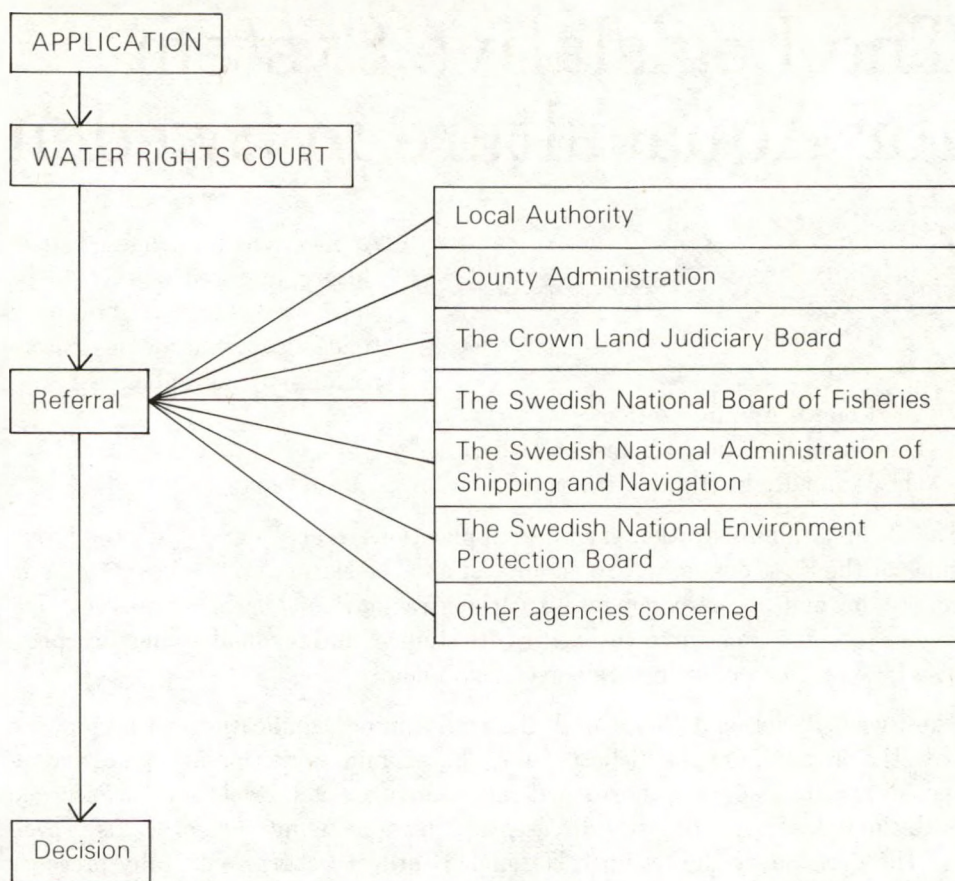 APPLICATION
WATER RIGHTS COURT
Local Authority
County Administration
The Crown Land Judiciary Board
Referral
The Swedish National Board of Fisheries
The Swedish National Administration of
Shipping and Navigation
The Swedish National Environment
Protection Board
Other agencies concerned
Decision